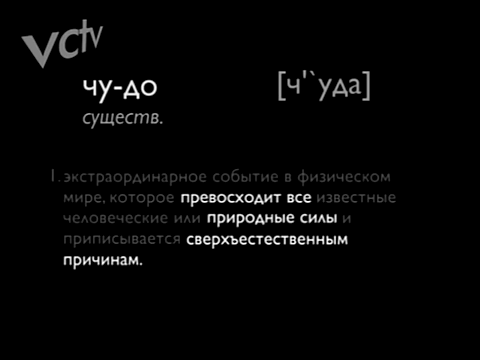 vctv
чу-до [ч'`уда]
существ.
1. экстраординарное событие в физическом
мире, которое превосходит все известные
человеческие или природные силы и
приписывается сверхъестественным
причинам.